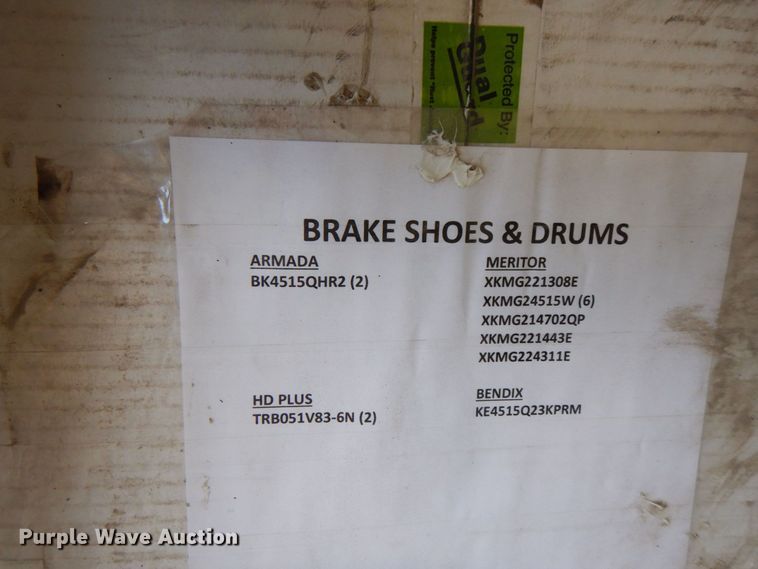 Protected By:
Dual
BRAKE SHOES & DRUMS
ARMADA
BK4515QHR2 (2)
MERITOR
XKMG221308E
XKMG24515W (6)
XKMG214702QP
XKMG221443E
XKMG224311E
HD PLUS
TRB051V83-6N (2)
BENDIX
KE4515Q23KPRM
Purple Wave Auction